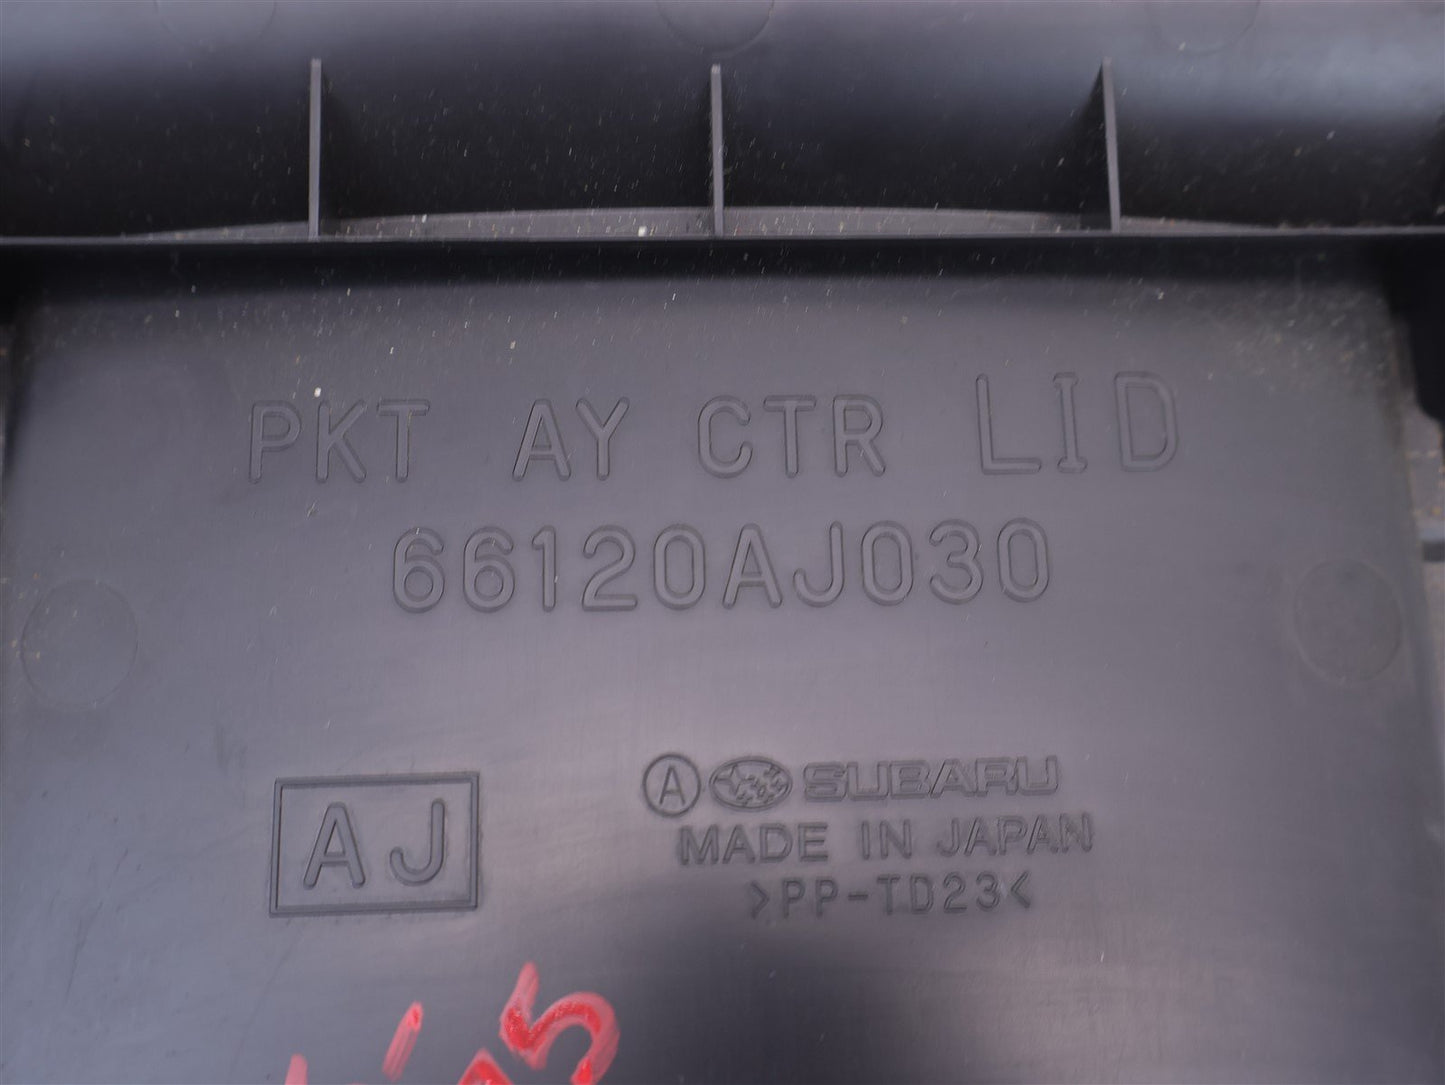 PKT AY CTR LID
66120AJ030
AJ
A SUBARU
MADE IN JAPAN
>PP-TD23<